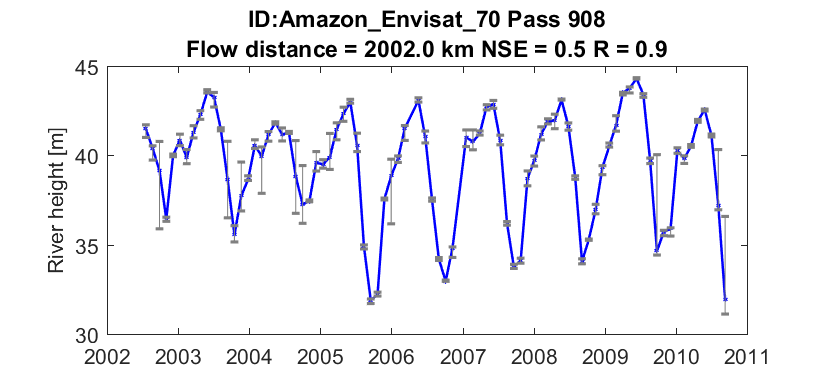 ID:Amazon_Envisat_70 Pass 908
Flow distance = 2002.0 km NSE = 0.5 R = 0.9
River height [m]
45
40
35
30
2002 2003 2004 2005 2006 2007 2008 2009 2010 2011